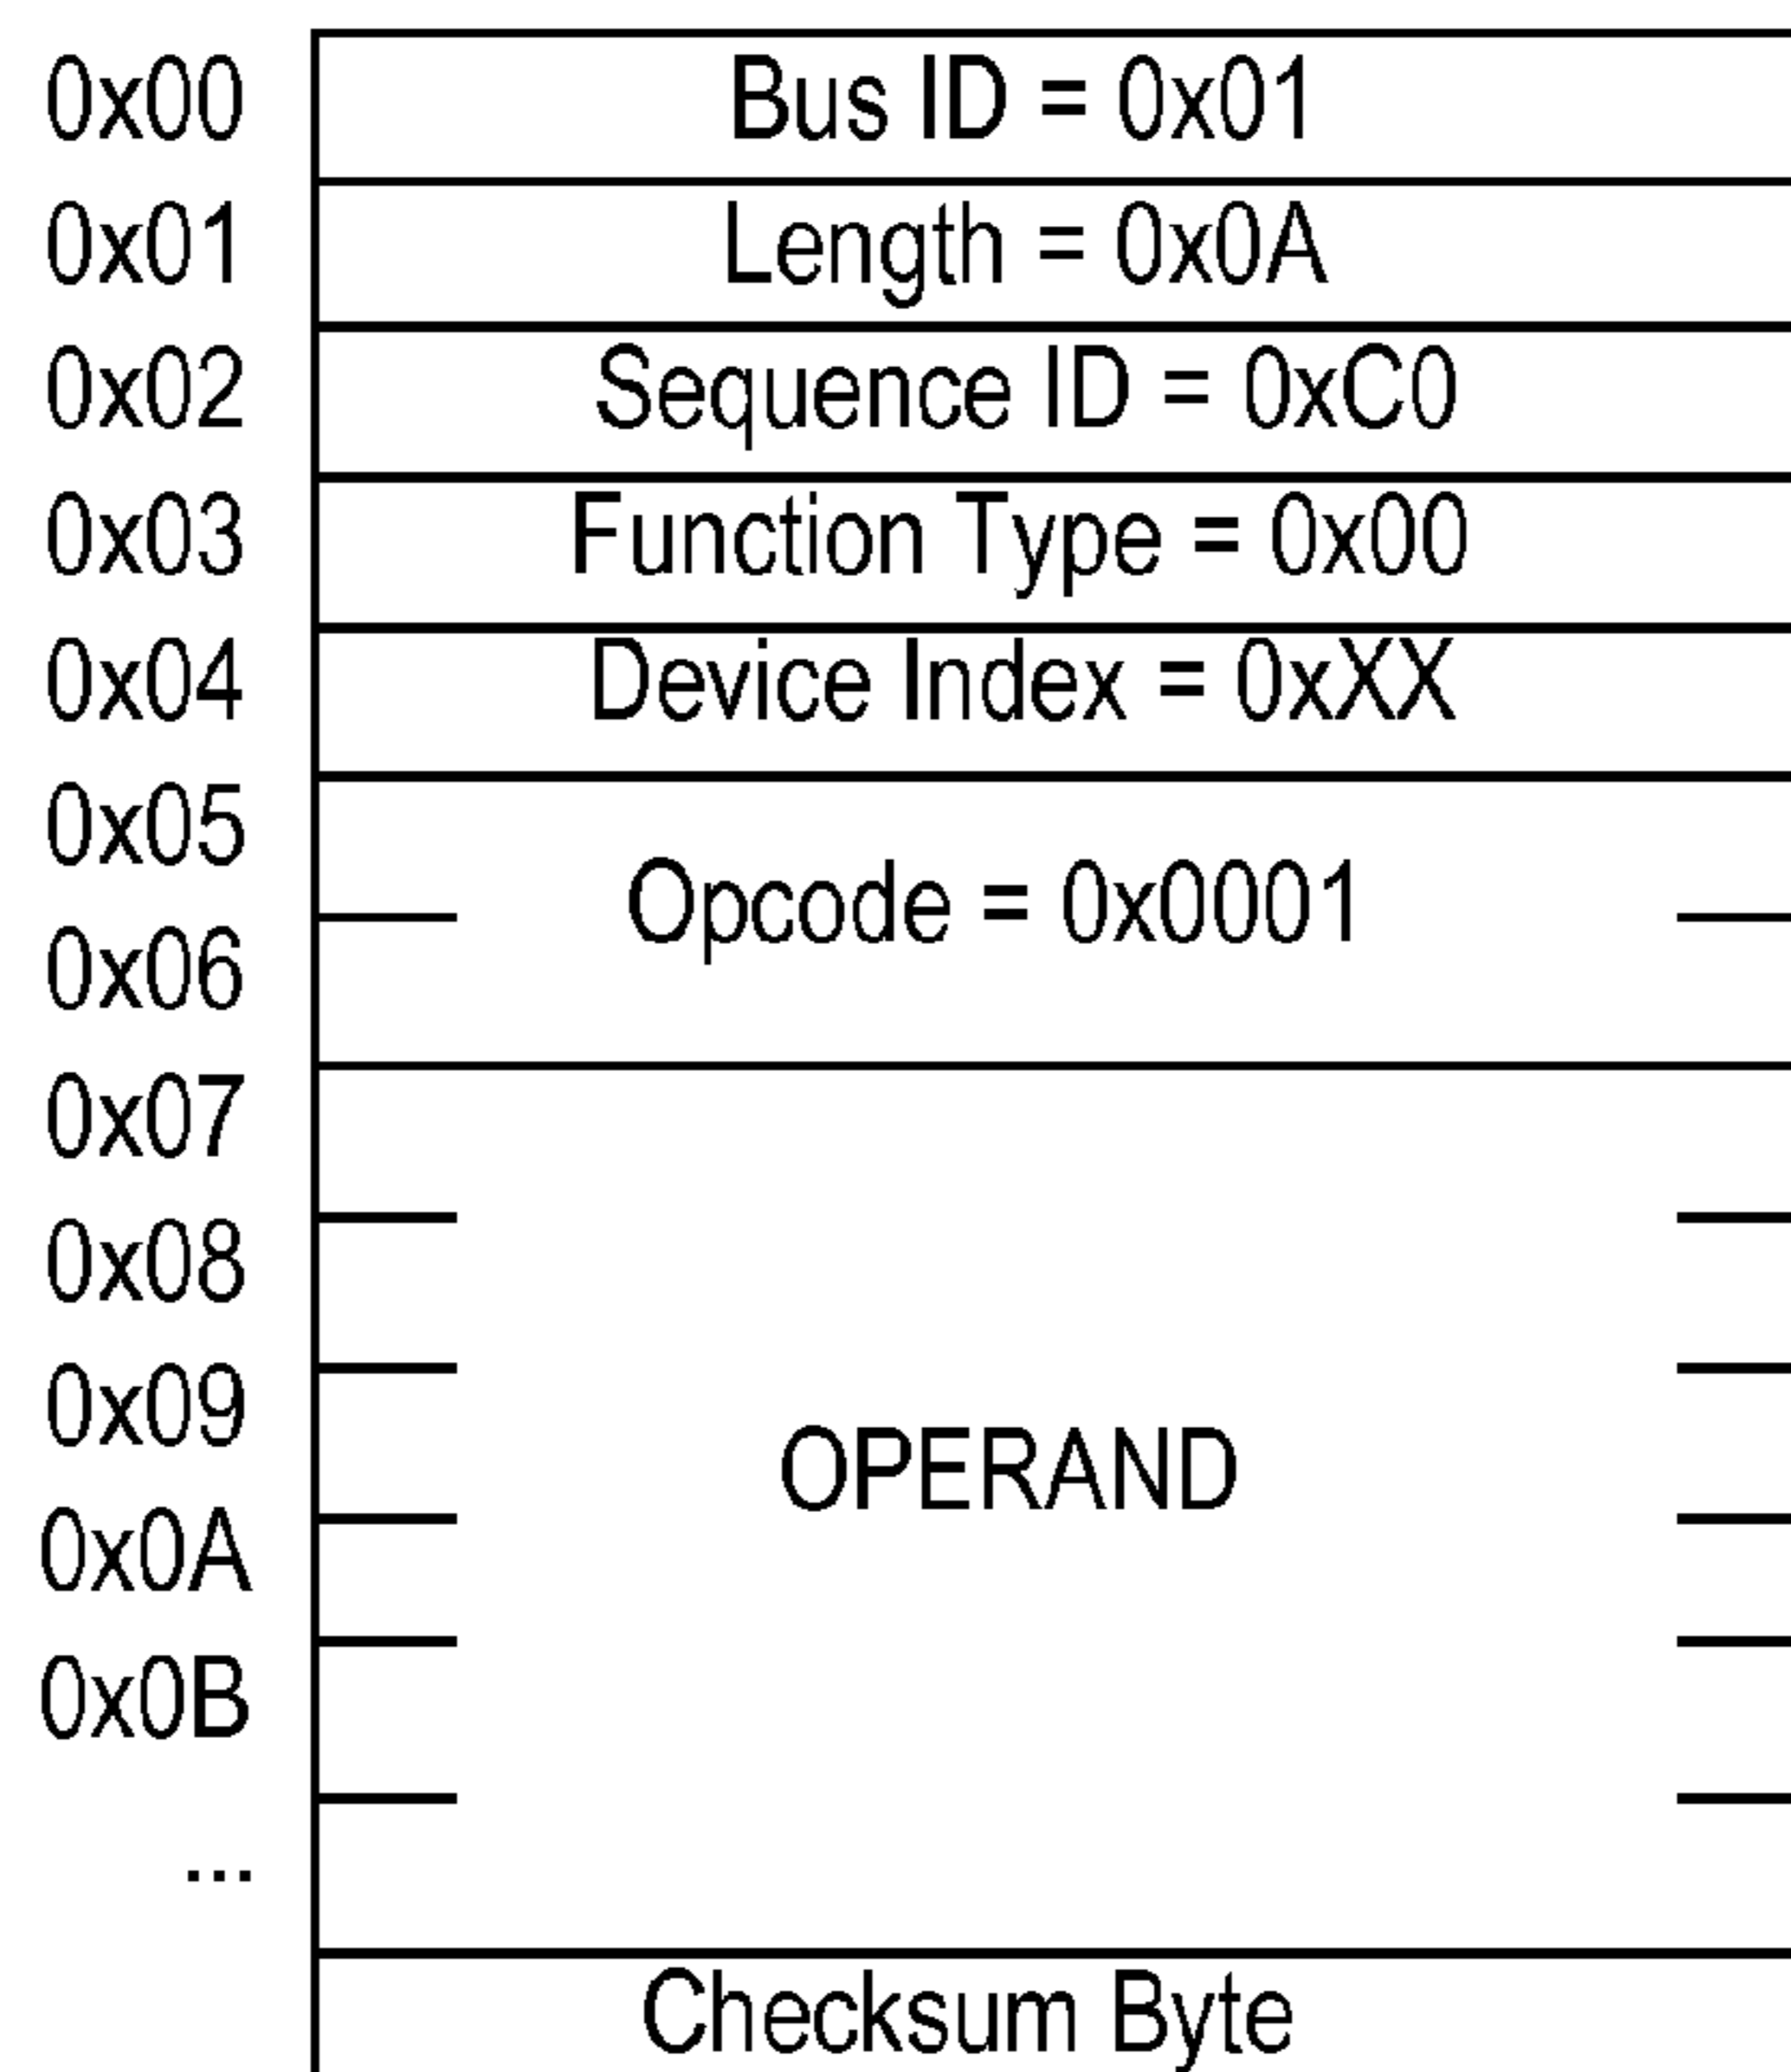 0x00 Bus ID = 0x01
0x01 Length = 0x0A
0x02 Sequence ID = 0xC0
0x03 Function Type = 0x00
0x04 Device Index = 0xXX
0x05
Opcode = 0x0001
0x06
0x07
0x08
0x09
OPERAND
0x0A
0x0B
...
Checksum Byte